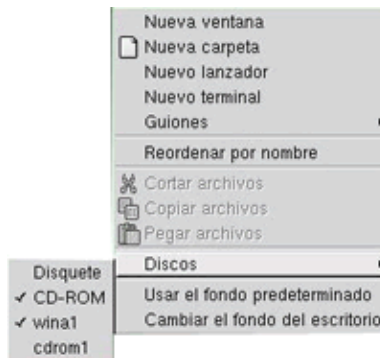 Nueva ventana
Nueva carpeta
Nuevo lanzador
Nuevo terminal
Guiones
Reordenar por nombre
Cortar archivos
Copiar archivos
Pegar archivos
Discos
Usar el fondo predeterminado
Cambiar el fondo del escritorio
Disquete
CD-ROM
wina1
cdrom1